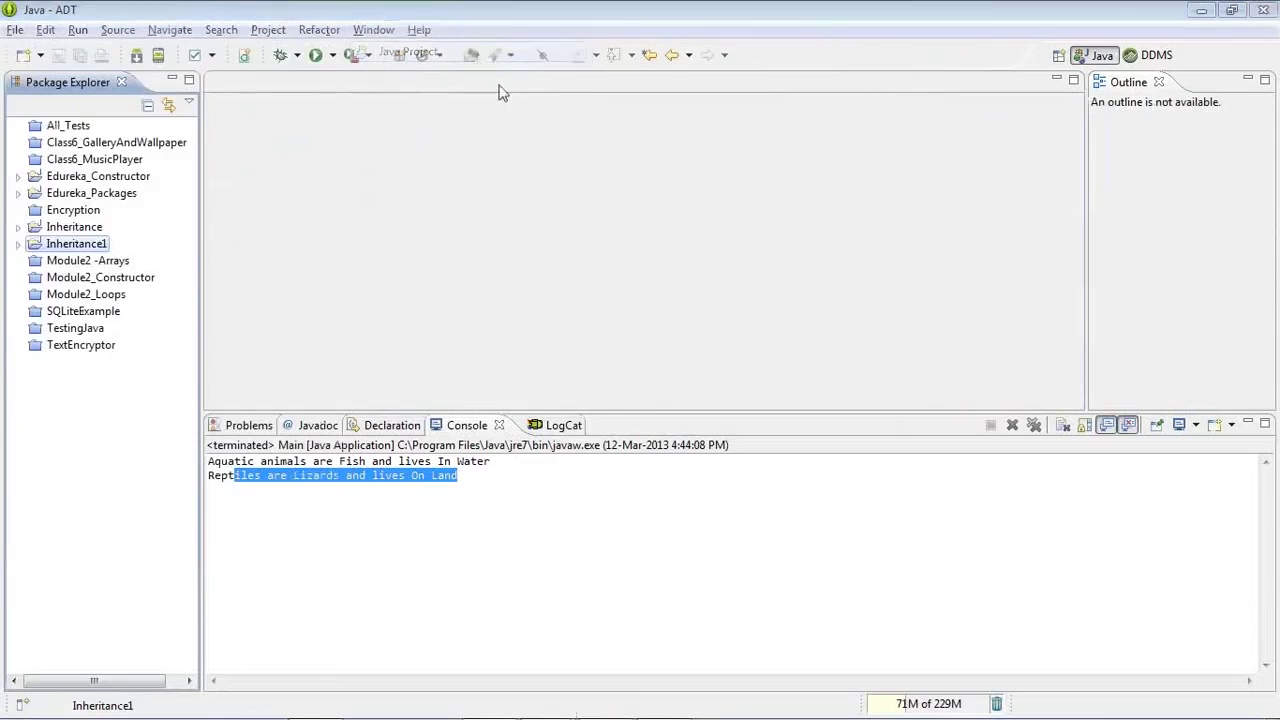 Java - ADT
File Edit Run Source Navigate Search Project Refactor Window Help
Java Project
Java DDMS
Package Explorer
Outline
An outline is not available.
All_Tests
Class6_GalleryAndWallpaper
Class6_MusicPlayer
Edureka_Constructor
Edureka_Packages
Encryption
Inheritance
Inheritance1
Module2 -Arrays
Module2_Constructor
Module2_Loops
SQLiteExample
TestingJava
TextEncryptor
Problems Javadoc Declaration Console LogCat
<terminated> Main [Java Application] C:\Program Files\Java\jre7\bin\javaw.exe (12-Mar-2013 4:44:08 PM)
Aquatic animals are Fish and lives In Water
Reptiles are Lizards and lives On Land
Inheritance1
71M of 229M